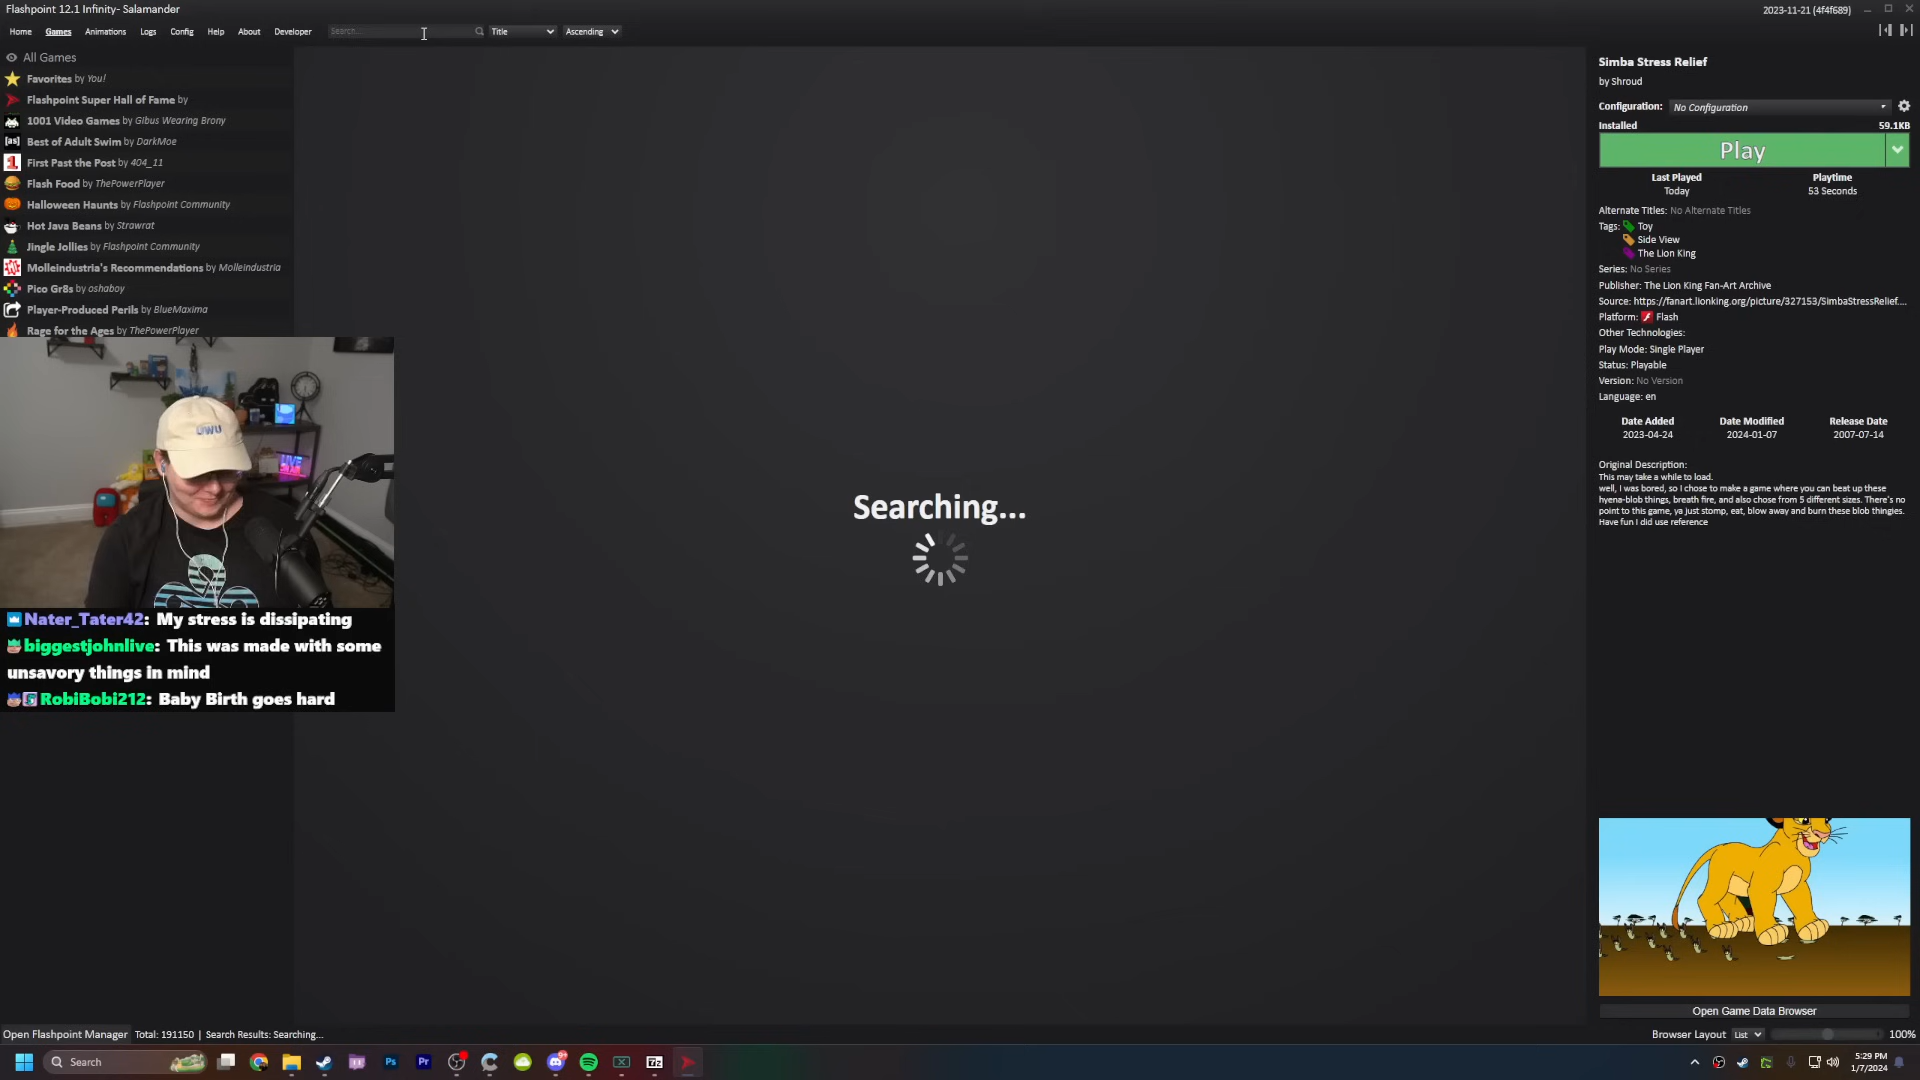 Flashpoint 12.1 Infinity- Salamander
2023-11-21 (4f4f689)
Home Games Animations Logs Config Help About Developer Search... Title Ascending
All Games
Favorites by You!
Flashpoint Super Hall of Fame by
1001 Video Games by Gibus Wearing Brony
[as] Best of Adult Swim by DarkMoe
1 First Past the Post by 404_11
Flash Food by ThePowerPlayer
Halloween Haunts by Flashpoint Community
Hot Java Beans by Strawrat
Jingle Jollies by Flashpoint Community
Molleindustria's Recommendations by Molleindustria
Pico Gr8s by oshaboy
Player-Produced Perils by BlueMaxima
Rage for the Ages by ThePowerPlayer
UWU
LIVE
Nater_Tater42: My stress is dissipating
biggestjohnlive: This was made with some
unsavory things in mind
RobiBobi212: Baby Birth goes hard
Searching...
Simba Stress Relief
by Shroud
Configuration: No Configuration
Installed 59.1KB
Play
Last Played Playtime
Today 53 Seconds
Alternate Titles: No Alternate Titles
Tags: Toy
Side View
The Lion King
Series: No Series
Publisher: The Lion King Fan-Art Archive
Source: https://fanart.lionking.org/picture/327153/SimbaStressRelief....
Platform: Flash
Other Technologies:
Play Mode: Single Player
Status: Playable
Version: No Version
Language: en
Date Added Date Modified Release Date
2023-04-24 2024-01-07 2007-07-14
Original Description:
This may take a while to load.
well, I was bored, so I chose to make a game where you can beat up these
hyena-blob things, breath fire, and also chose from 5 different sizes. There's no
point to this game, ya just stomp, eat, blow away and burn these blob thingies.
Have fun I did use reference
Open Game Data Browser
Open Flashpoint Manager Total: 191150 | Search Results: Searching...
Browser Layout List 100%
Search
Ps
Pr
9+
7z
5:29 PM
1/7/2024